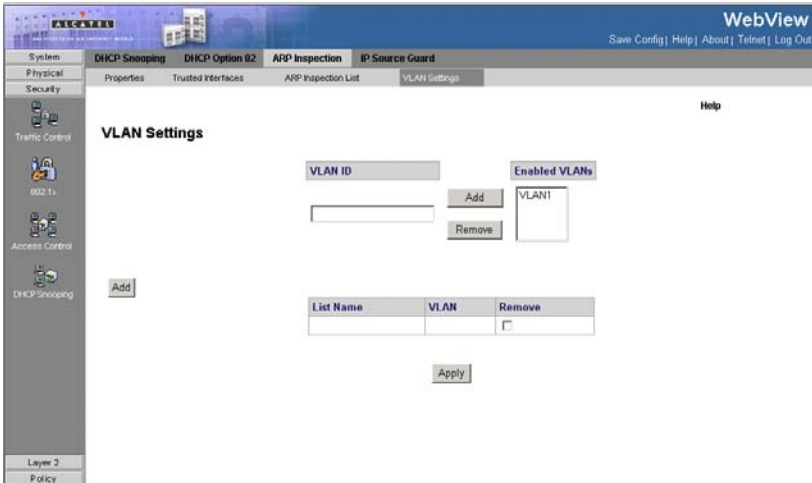 ALCATEL
WebView
Save Config| Help| About| Telnet| Log Out
System
Physical
Security
DHCP Snooping DHCP Option 82 ARP Inspection IP Source Guard
Properties Trusted Interfaces ARP Inspection List VLAN Settings
Help
VLAN Settings
Traffic Control
802.1x
Access Control
DHCPSnooping
VLAN ID
Enabled VLANs
Add
VLAN1
Remove
Add
List Name VLAN Remove
Apply
Layer 2
Policy